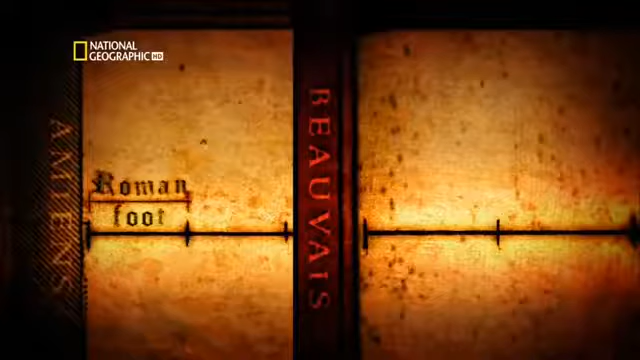 NATIONAL
GEOGRAPHIC HD
AMIENS
Roman
foot
BEAUVAIS